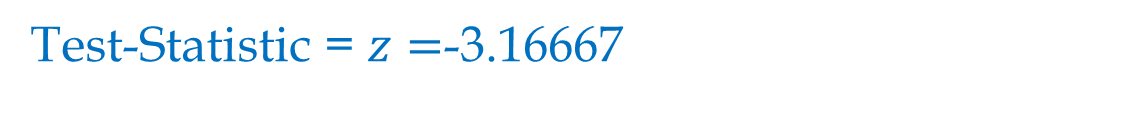 Test-Statistic = z =-3.16667